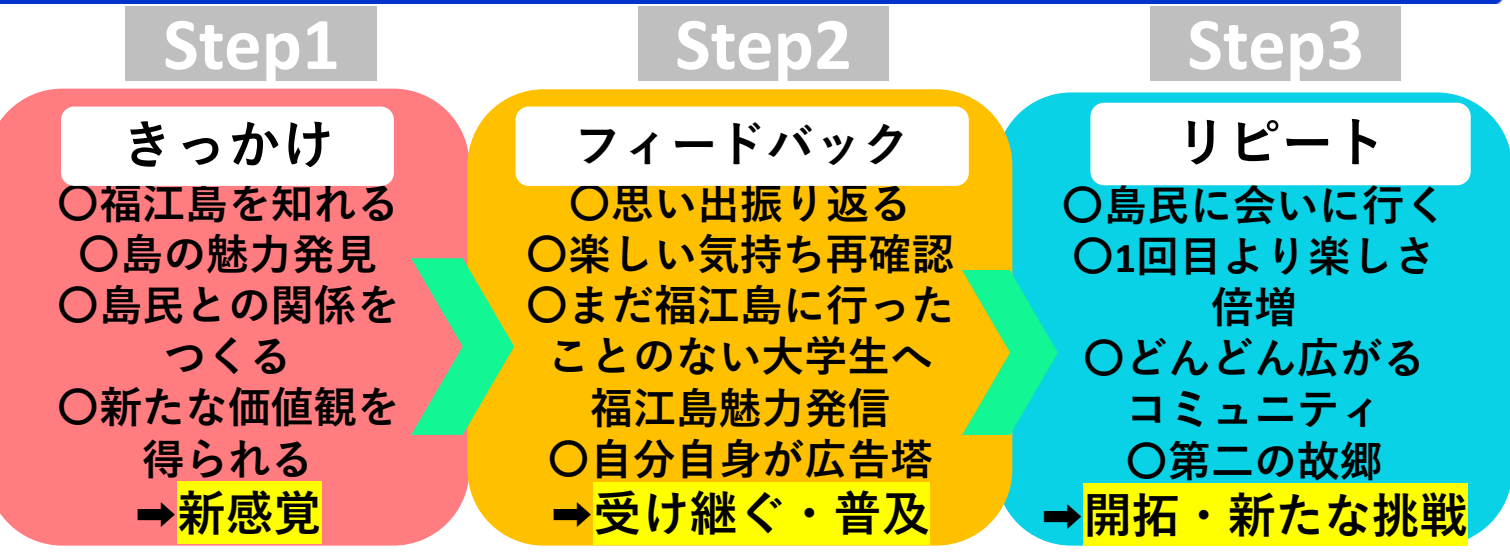 Step1
きっかけ
〇福江島を知れる
〇島の魅力発見
〇島民との関係を
つくる
〇新たな価値観を
得られる
➡新感覚
Step2
フィードバック
〇思い出振り返る
〇楽しい気持ち再確認
〇まだ福江島に行った
ことのない大学生へ
福江島魅力発信
〇自分自身が広告塔
➡受け継ぐ・普及
Step3
リピート
〇島民に会いに行く
〇1回目より楽しさ
倍増
〇どんどん広がる
コミュニティ
〇第二の故郷
➡開拓・新たな挑戦